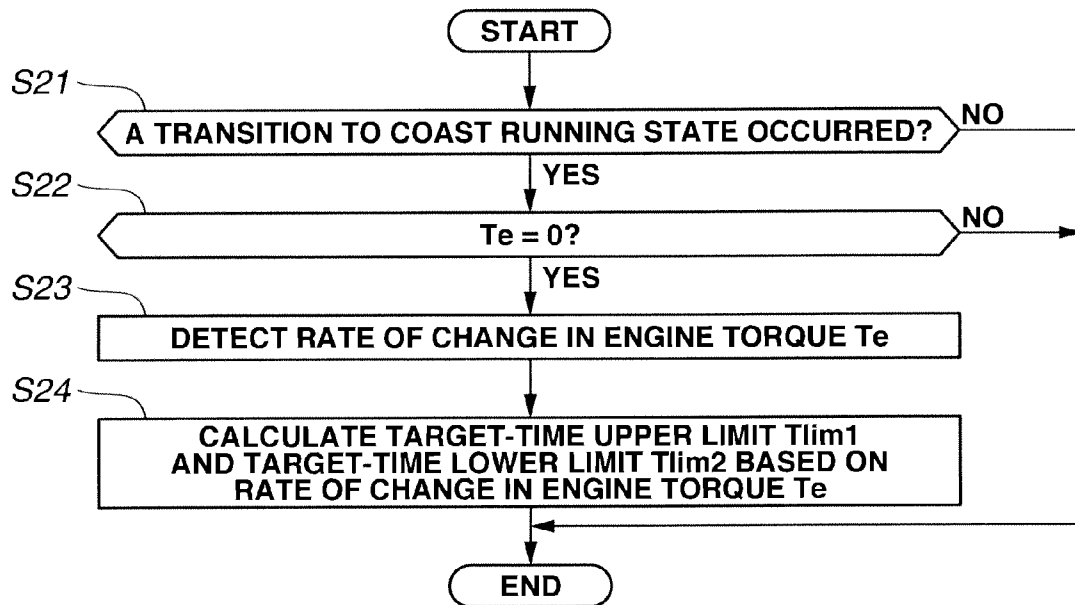 START
S21
A TRANSITION TO COAST RUNNING STATE OCCURRED?
NO
YES
S22
Te = 0?
NO
YES
S23
DETECT RATE OF CHANGE IN ENGINE TORQUE Te
S24
CALCULATE TARGET-TIME UPPER LIMIT Tlim1
AND TARGET-TIME LOWER LIMIT Tlim2 BASED ON
RATE OF CHANGE IN ENGINE TORQUE Te
END